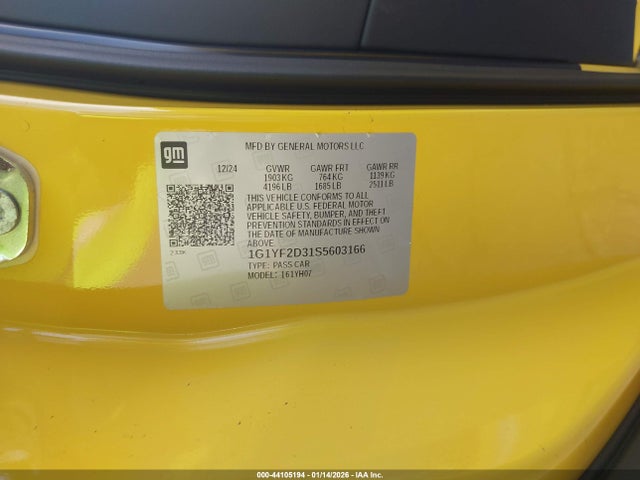 gm
MFD BY GENERAL MOTORS LLC
12/24 GVWR GAWR FRT GAWR RR
1903 KG 764 KG 1139 KG
4196 LB 1685 LB 2511 LB
THIS VEHICLE CONFORMS TO ALL
APPLICABLE U.S. FEDERAL MOTOR
VEHICLE SAFETY, BUMPER, AND THEFT
PREVENTION STANDARDS IN EFFECT ON
THE DATE OF MANUFACTURE SHOWN
ABOVE.
1G1YF2D31S5603166
TYPE: PASS CAR
MODEL: 161YH07
000-44105194 - 01/14/2026 - IAA Inc.